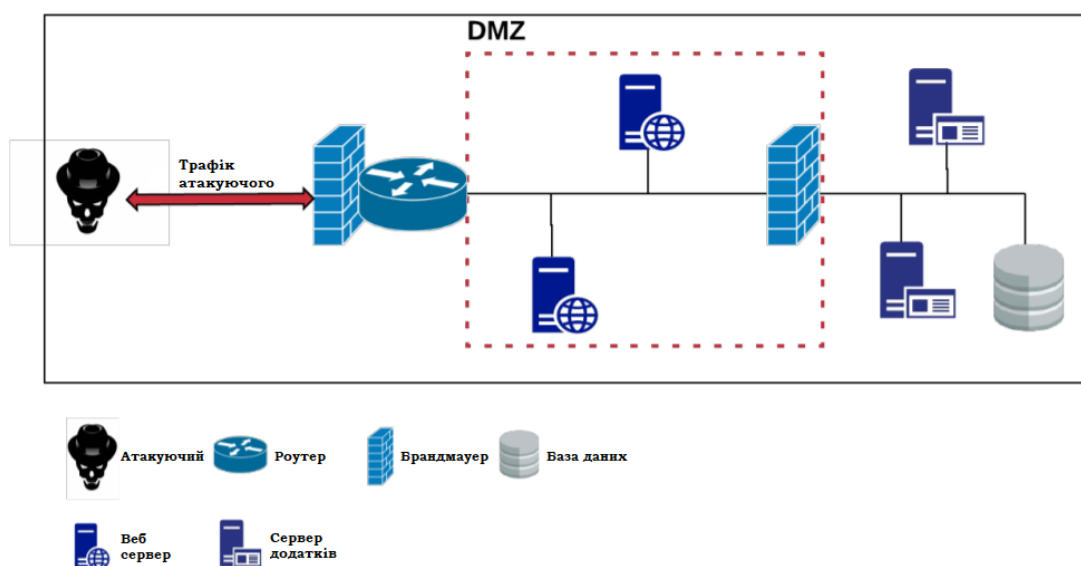 DMZ
Трафік
атакуючого
Атакуючий
Роутер
Брандмауер
База даних
Веб
сервер
Сервер
додатків